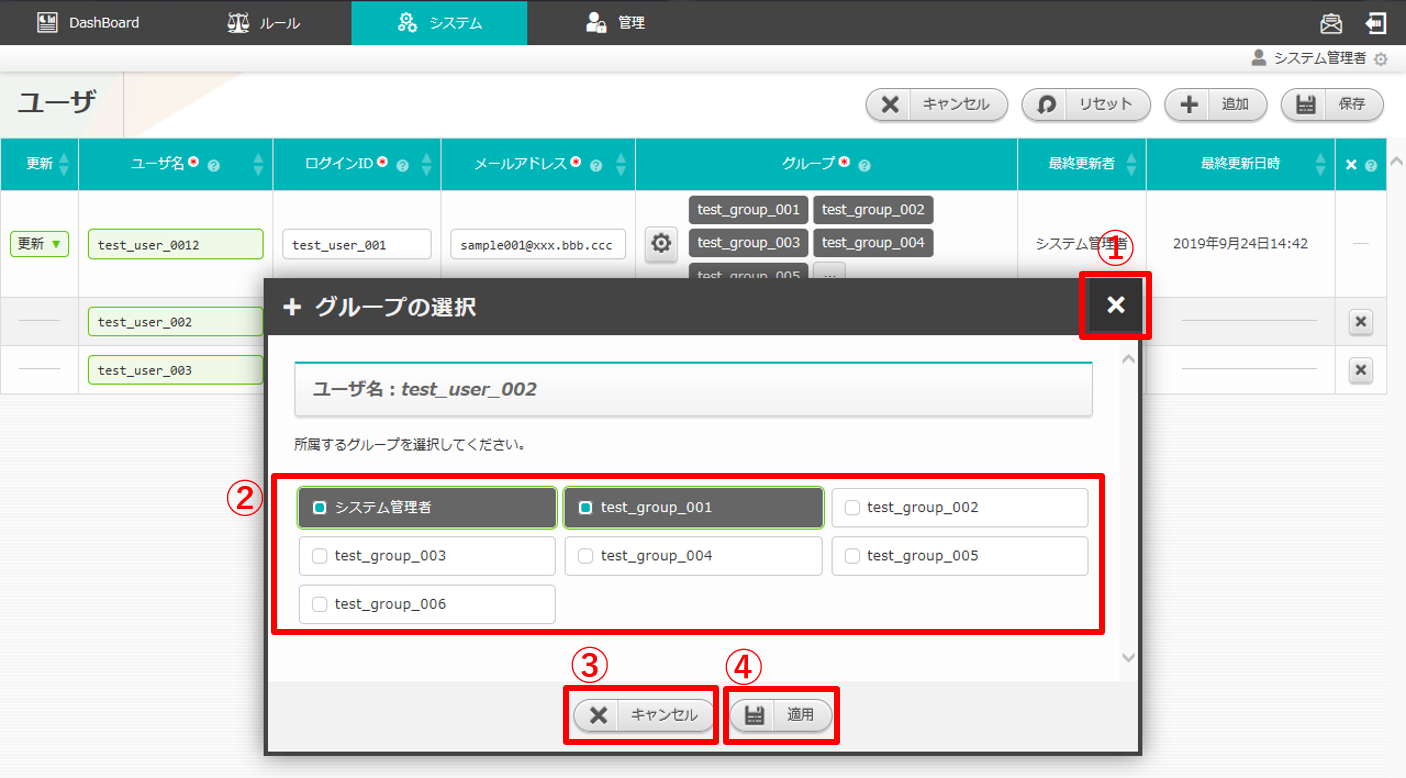 DashBoard ルール システム 管理
システム管理者
ユーザ
キャンセル リセット 追加 保存
更新 ユーザ名* ? ログインID* ? メールアドレス* ? グループ* ? 最終更新者 最終更新日時 × ?
test_group_001 test_group_002
更新 ▼ test_user_0012 test_user_001 sample001@xxx.bbb.ccc test_group_003 test_group_004 システム管理者 2019年9月24日14:42
test_group_005 ...
①
+ グループの選択 ×
test_user_002 ×
test_user_003 ×
ユーザ名 : test_user_002
所属するグループを選択してください。
②
システム管理者 test_group_001 test_group_002
test_group_003 test_group_004 test_group_005
test_group_006
③ ④
キャンセル 適用